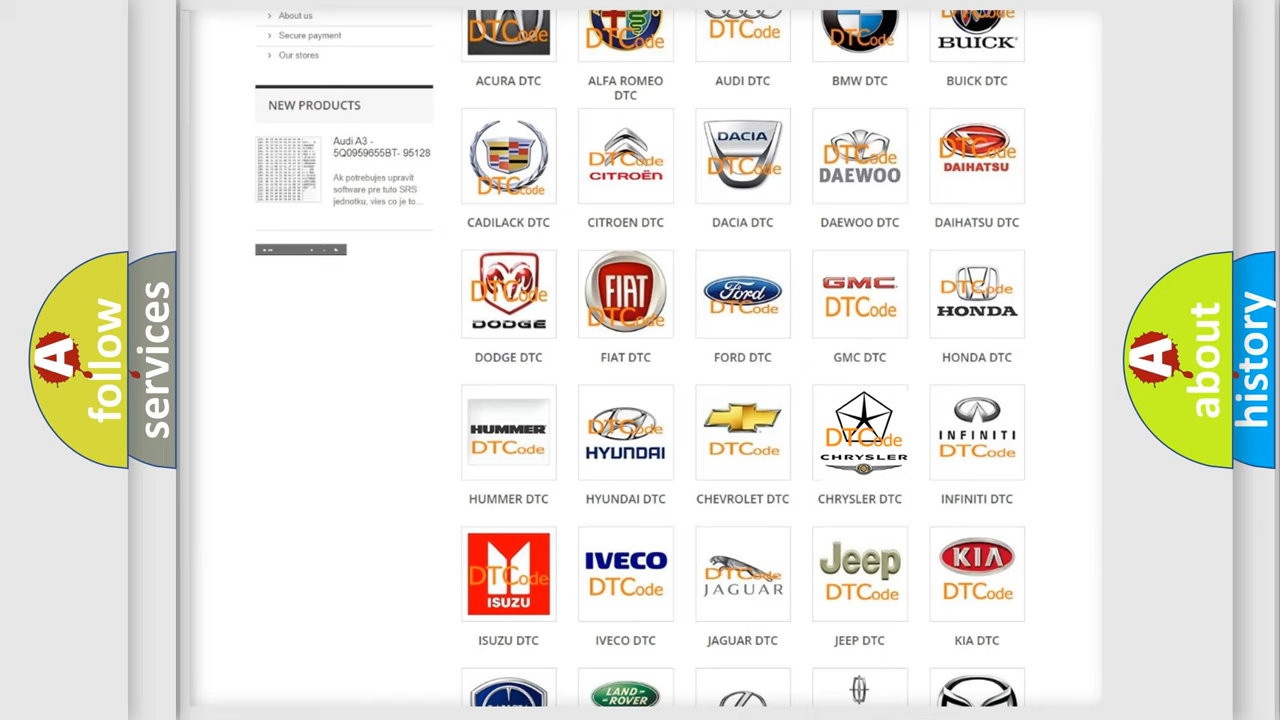 About us
Secure payment
Our stores
NEW PRODUCTS
Audi A3 -
5Q0959655BT- 95128
Ak potrebujes upravit
software pre tuto SRS
jednotku, vies co je to...
DTCode
DTCode
DTCode
DTCode
BUICK
ACURA DTC
ALFA ROMEO
DTC
AUDI DTC
BMW DTC
BUICK DTC
DTCode
DTCode
CITROËN
DACIA
DTCode
DTCode
DAEWOO
DTCode
DAIHATSU
CADILACK DTC
CITROEN DTC
DACIA DTC
DAEWOO DTC
DAIHATSU DTC
DTCode
DODGE
FIAT
DTCode
Ford
DTCode
GMC
DTCode
DTCode
HONDA
DODGE DTC
FIAT DTC
FORD DTC
GMC DTC
HONDA DTC
HUMMER
DTCode
DTCode
HYUNDAI
DTCode
DTCode
CHRYSLER
INFINITI
DTCode
HUMMER DTC
HYUNDAI DTC
CHEVROLET DTC
CHRYSLER DTC
INFINITI DTC
DTCode
ISUZU
IVECO
DTCode
DTCode
JAGUAR
Jeep
DTCode
KIA
DTCode
ISUZU DTC
IVECO DTC
JAGUAR DTC
JEEP DTC
KIA DTC
LAND-
ROVER
A
follow
services
A
about
history